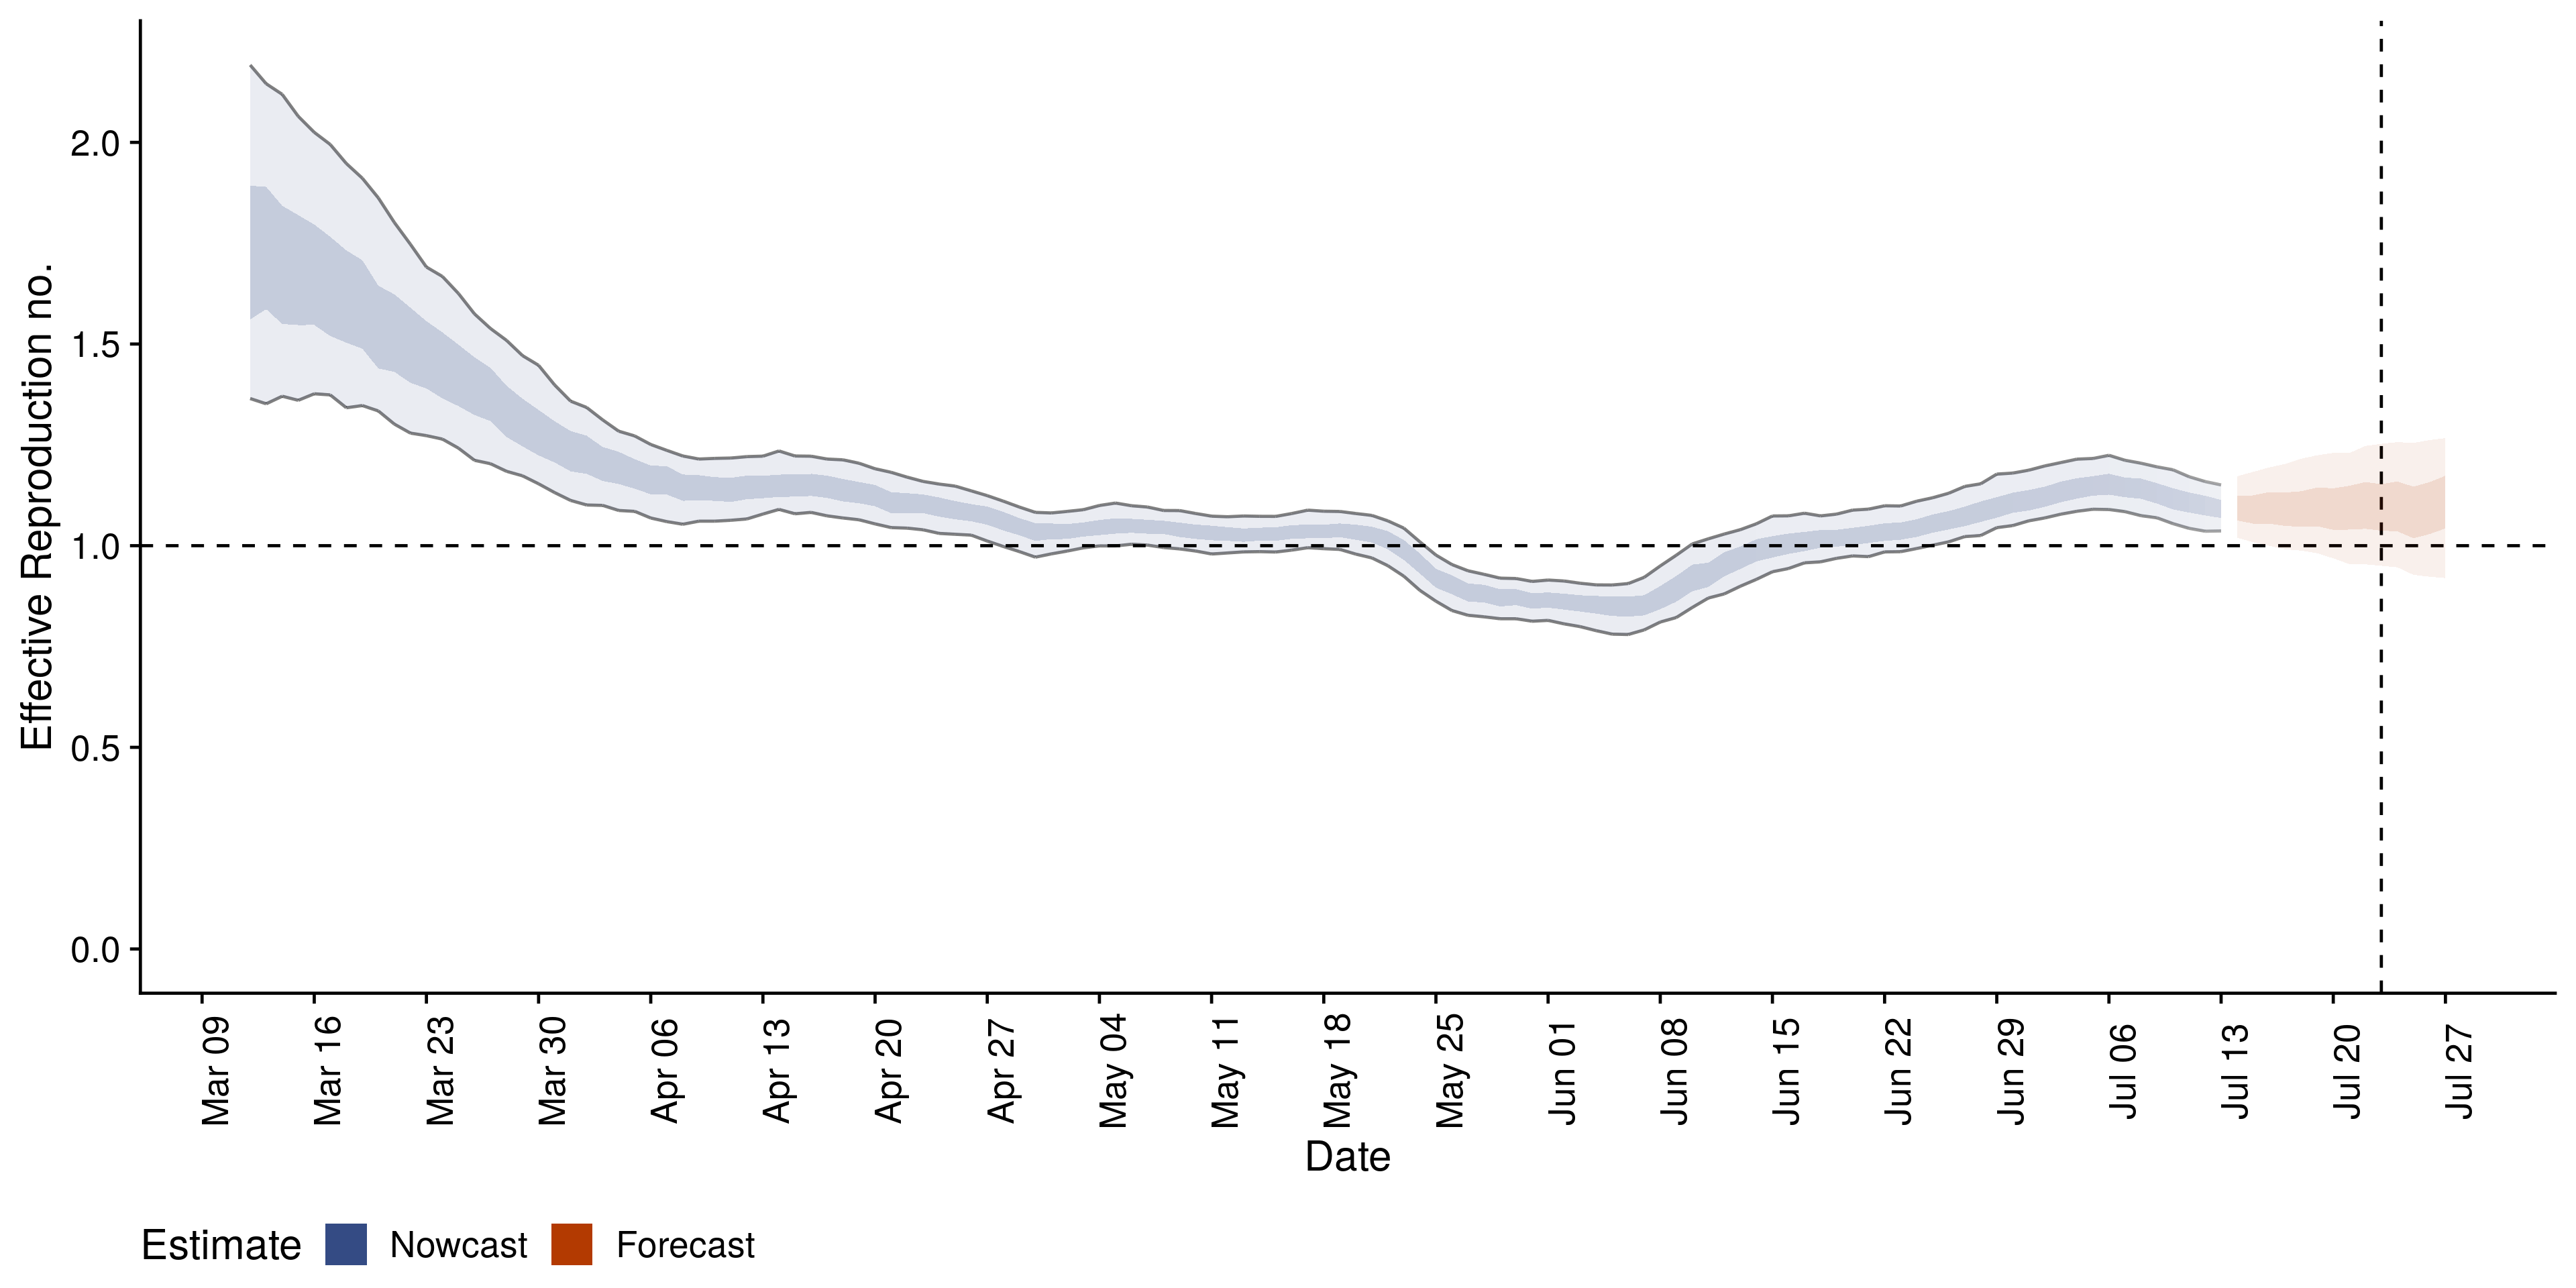 Effective Reproduction no.
2.0
1.5
1.0
0.5
0.0
Mar 09
Mar 16
Mar 23
Mar 30
Apr 06
Apr 13
Apr 20
Apr 27
May 04
May 11
May 18
May 25
Jun 01
Jun 08
Jun 15
Jun 22
Jun 29
Jul 06
Jul 13
Jul 20
Jul 27
Date
Estimate Nowcast Forecast